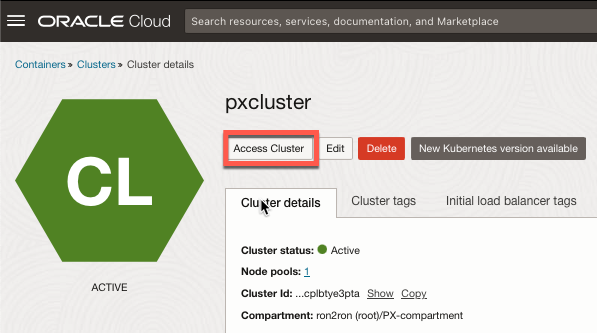 ORACLE Cloud
Search resources, services, documentation, and Marketplace
Containers » Clusters » Cluster details
CL
ACTIVE
pxcluster
Access Cluster Edit Delete New Kubernetes version available
Cluster details Cluster tags Initial load balancer tags
Cluster status: Active
Node pools: 1
Cluster Id: ...cplbtye3pta Show Copy
Compartment: ron2ron (root)/PX-compartment